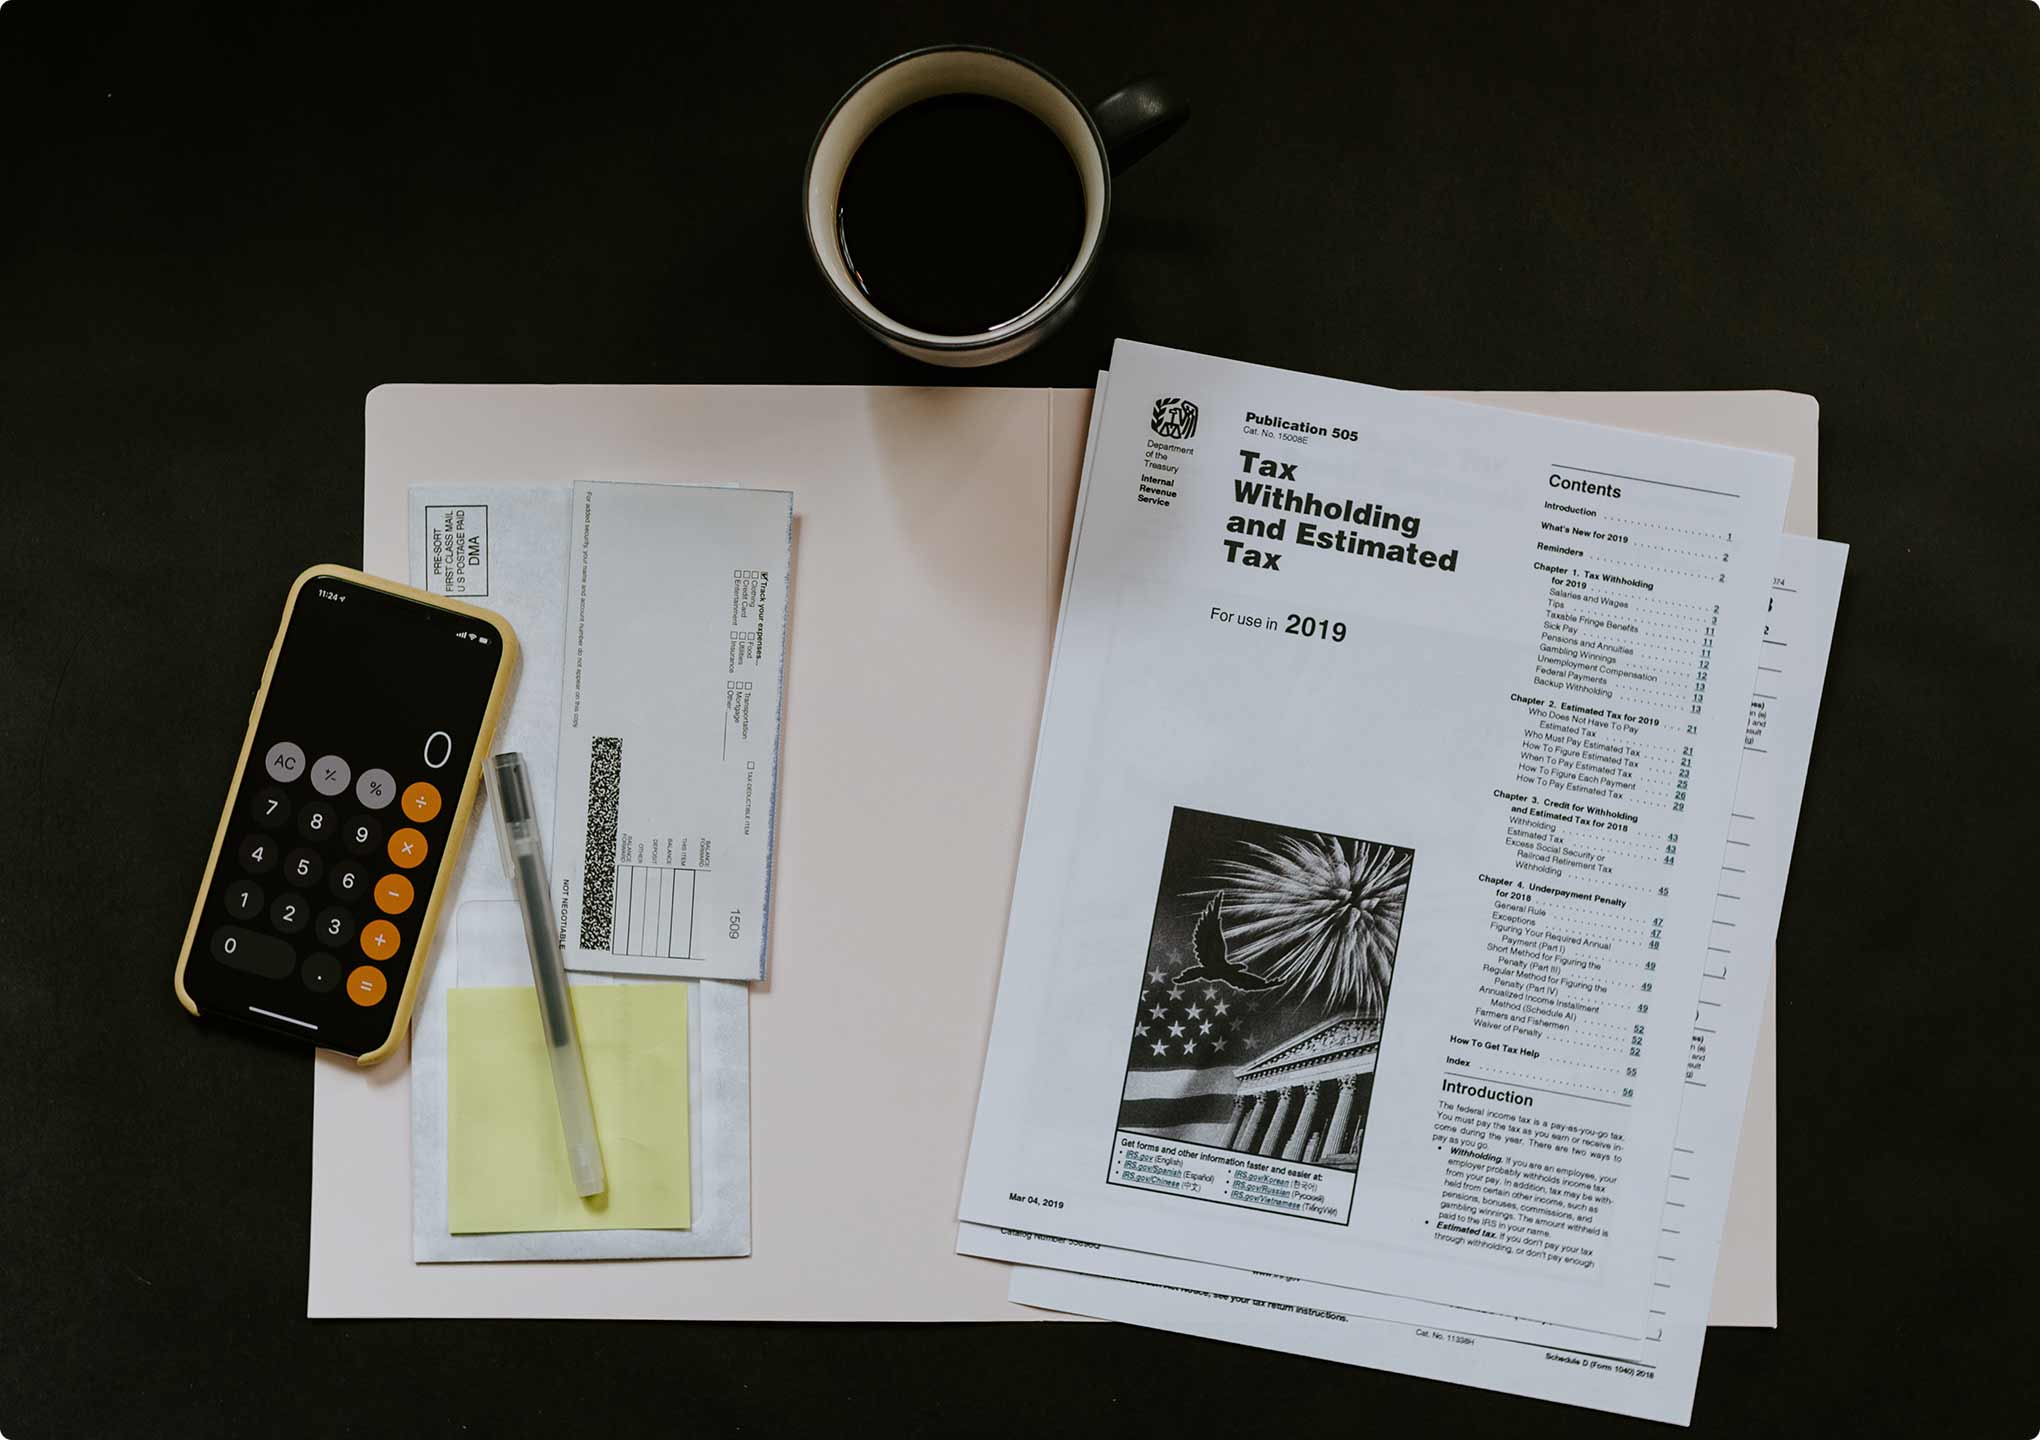 11:24
0
AC
+/-
%
÷
7
8
9
×
4
5
6
−
1
2
3
+
0
.
=
PRE-SORT
FIRST CLASS MAIL
U S POSTAGE PAID
DMA
For added security, your name and account number do not appear on this copy.
Track your expenses...
Clothing
Food
Transportation
Credit Card
Utilities
Mortgage
Entertainment
Insurance
Other
TAX DEDUCTIBLE ITEM
BALANCE
FORWARD
THIS ITEM
BALANCE
DEPOSIT
OTHER
BALANCE
FORWARD
NOT NEGOTIABLE
1509
Department
of the
Treasury
Internal
Revenue
Service
Publication 505
Cat. No. 15008E
Tax
Withholding
and Estimated
Tax
For use in 2019
Get forms and other information faster and easier at:
• IRS.gov (English)
• IRS.gov/Spanish (Español)
• IRS.gov/Chinese (中文)
• IRS.gov/Korean (한국어)
• IRS.gov/Russian (Русский)
• IRS.gov/Vietnamese (TiếngViệt)
Mar 04, 2019
Contents
Introduction . . . . . . . . . . . . . 1
What's New for 2019 . . . . . . . . . 2
Reminders . . . . . . . . . . . . . . 2
Chapter 1. Tax Withholding
for 2019 . . . . . . . . . . . . . . 2
Salaries and Wages . . . . . . . . . 3
Tips . . . . . . . . . . . . . . . . 11
Taxable Fringe Benefits . . . . . . . 11
Sick Pay . . . . . . . . . . . . . . 11
Pensions and Annuities . . . . . . . 12
Gambling Winnings . . . . . . . . . . 12
Unemployment Compensation . . . . 13
Federal Payments . . . . . . . . . . 13
Backup Withholding . . . . . . . . . 13
Chapter 2. Estimated Tax for 2019 . . . 21
Who Does Not Have To Pay
Estimated Tax . . . . . . . . . . . 21
Who Must Pay Estimated Tax . . . . . 21
How To Figure Estimated Tax . . . . . 23
When To Pay Estimated Tax . . . . . . 25
How To Figure Each Payment . . . . . 26
How To Pay Estimated Tax . . . . . . 29
Chapter 3. Credit for Withholding
and Estimated Tax for 2018 . . . . . 43
Withholding . . . . . . . . . . . . . 43
Estimated Tax . . . . . . . . . . . . 44
Excess Social Security or
Railroad Retirement Tax
Withholding . . . . . . . . . . . . 45
Chapter 4. Underpayment Penalty
for 2018 . . . . . . . . . . . . . . 47
General Rule . . . . . . . . . . . . 47
Exceptions . . . . . . . . . . . . . 48
Figuring Your Required Annual
Payment (Part I) . . . . . . . . . . 49
Short Method for Figuring the
Penalty (Part III) . . . . . . . . . 49
Regular Method for Figuring the
Penalty (Part IV) . . . . . . . . . 49
Annualized Income Installment
Method (Schedule AI) . . . . . . . . 52
Farmers and Fishermen . . . . . . . . 52
Waiver of Penalty . . . . . . . . . . 52
How To Get Tax Help . . . . . . . . . 55
Index . . . . . . . . . . . . . . . . 56
Introduction
The federal income tax is a pay-as-you-go tax.
You must pay the tax as you earn or receive in-
come during the year. There are two ways to
pay as you go.
• Withholding. If you are an employee, your
employer probably withholds income tax
from your pay. In addition, tax may be with-
held from certain other income, such as
pensions, bonuses, commissions, and
gambling winnings. The amount withheld is
paid to the IRS in your name.
• Estimated tax. If you don't pay your tax
through withholding, or don't pay enough
Catalog Number
www.irs.gov
see your tax return instructions.
Cat. No. 11338H
Schedule D (Form 1040) 2018